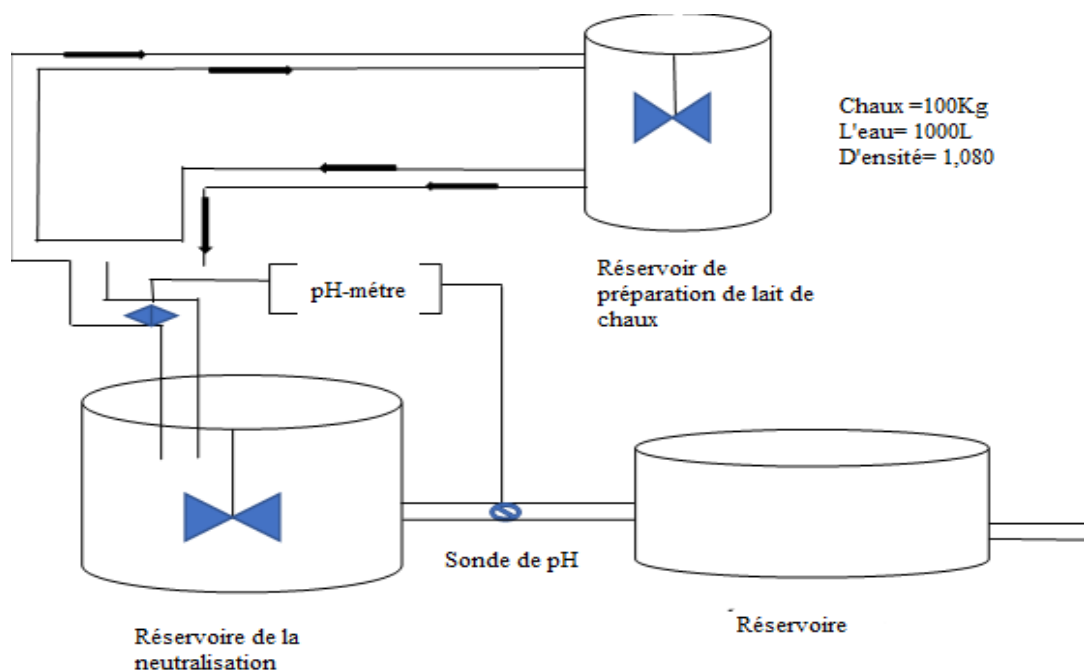 Chaux =100Kg
L'eau= 1000L
D'ensité= 1,080
Réservoir de
préparation de lait de
chaux
pH-métre
Sonde de pH
Réservoire de la
neutralisation
Réservoire